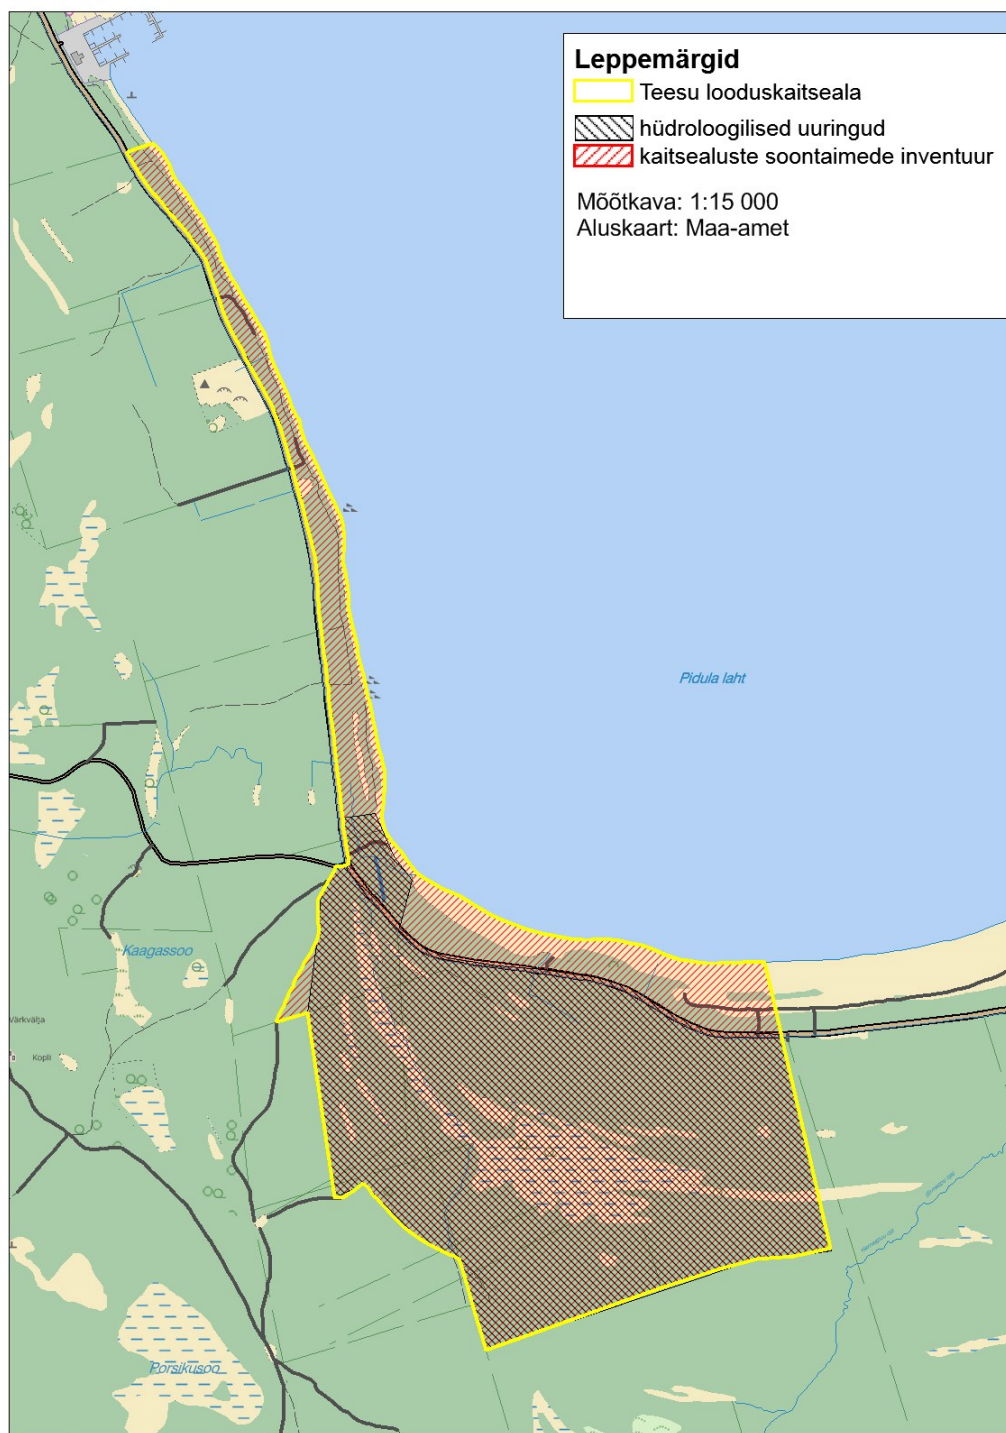 Leppemärgid
Teesu looduskaitseala
hüdroloogilised uuringud
kaitsealuste soontaimede inventuur
Mõõtkava: 1:15 000
Aluskaart: Maa-amet
Pidula laht
Kaagassoo
Värkvälja
Kopli
Porsikusoo